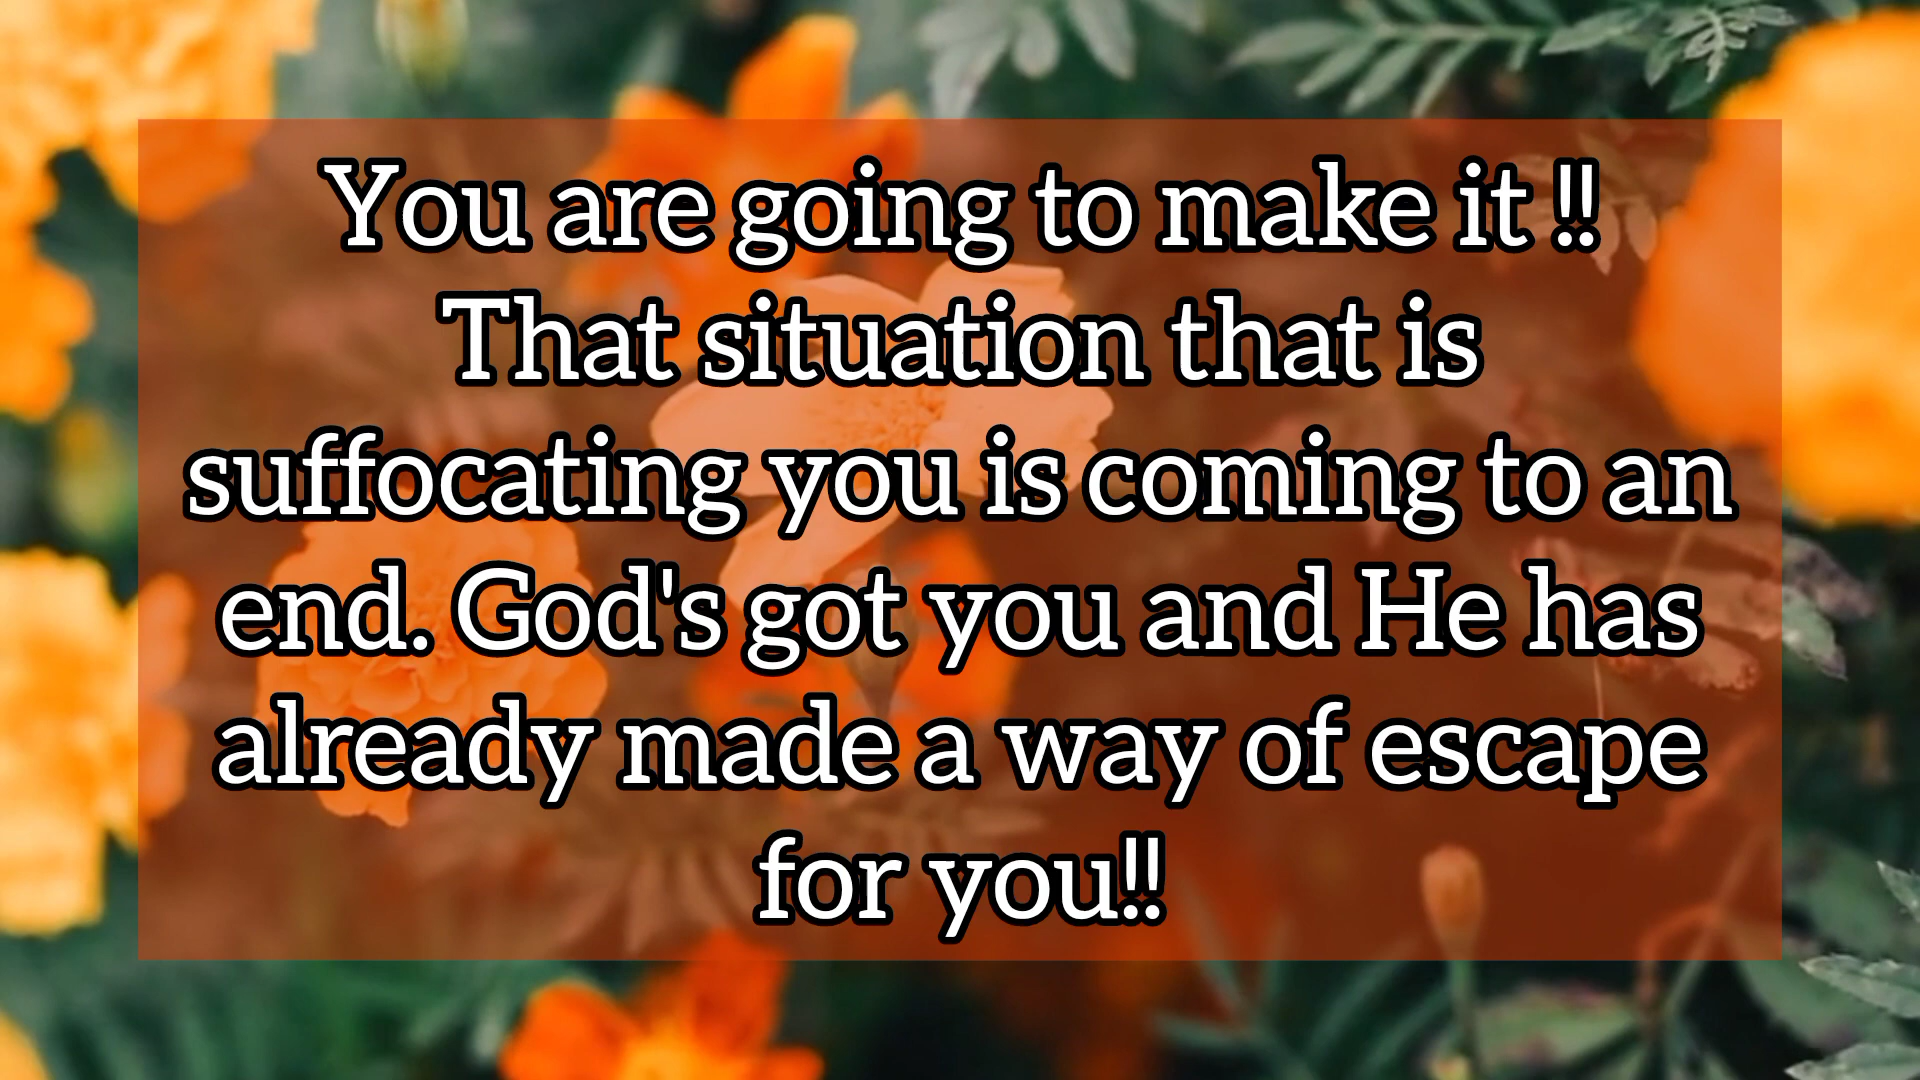 You are going to make it !!
That situation that is
suffocating you is coming to an
end. God's got you and He has
already made a way of escape
for you!!